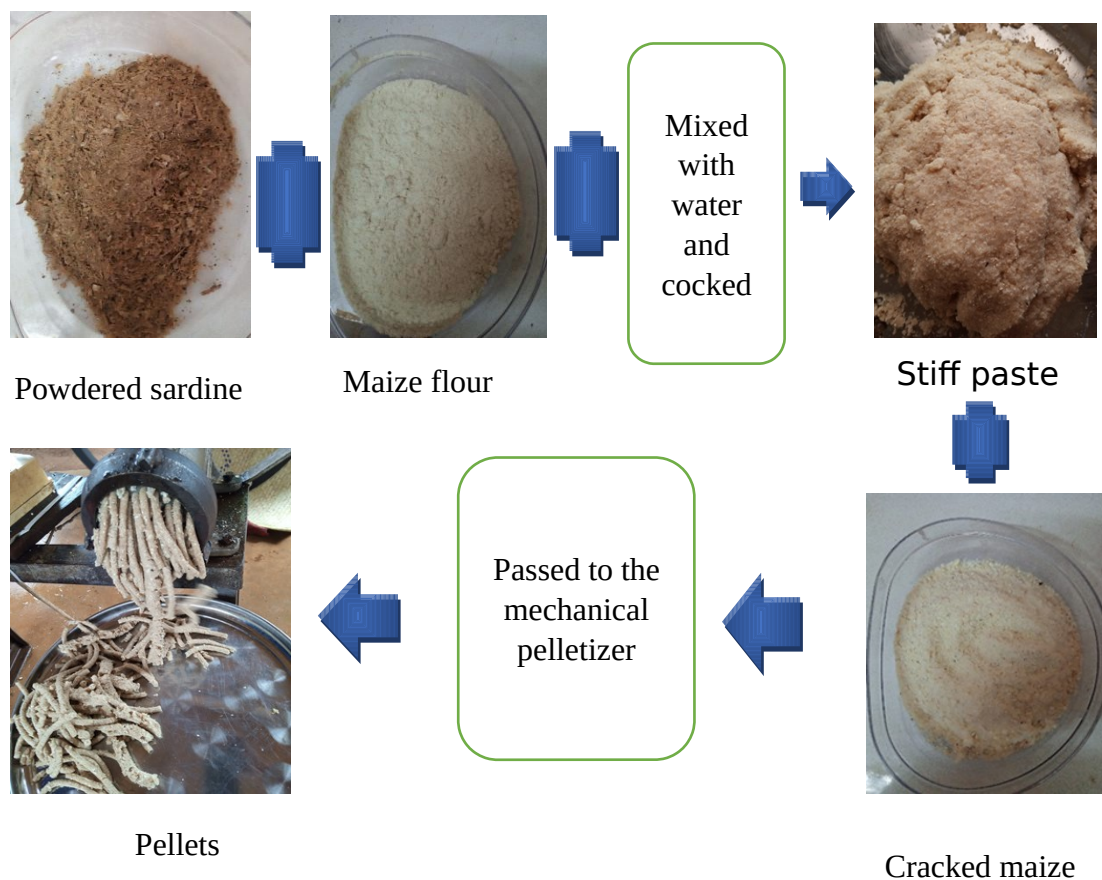 Mixed
with
water
and
cocked
Powdered sardine
Maize flour
Stiff paste
Passed to the
mechanical
pelletizer
Pellets
Cracked maize